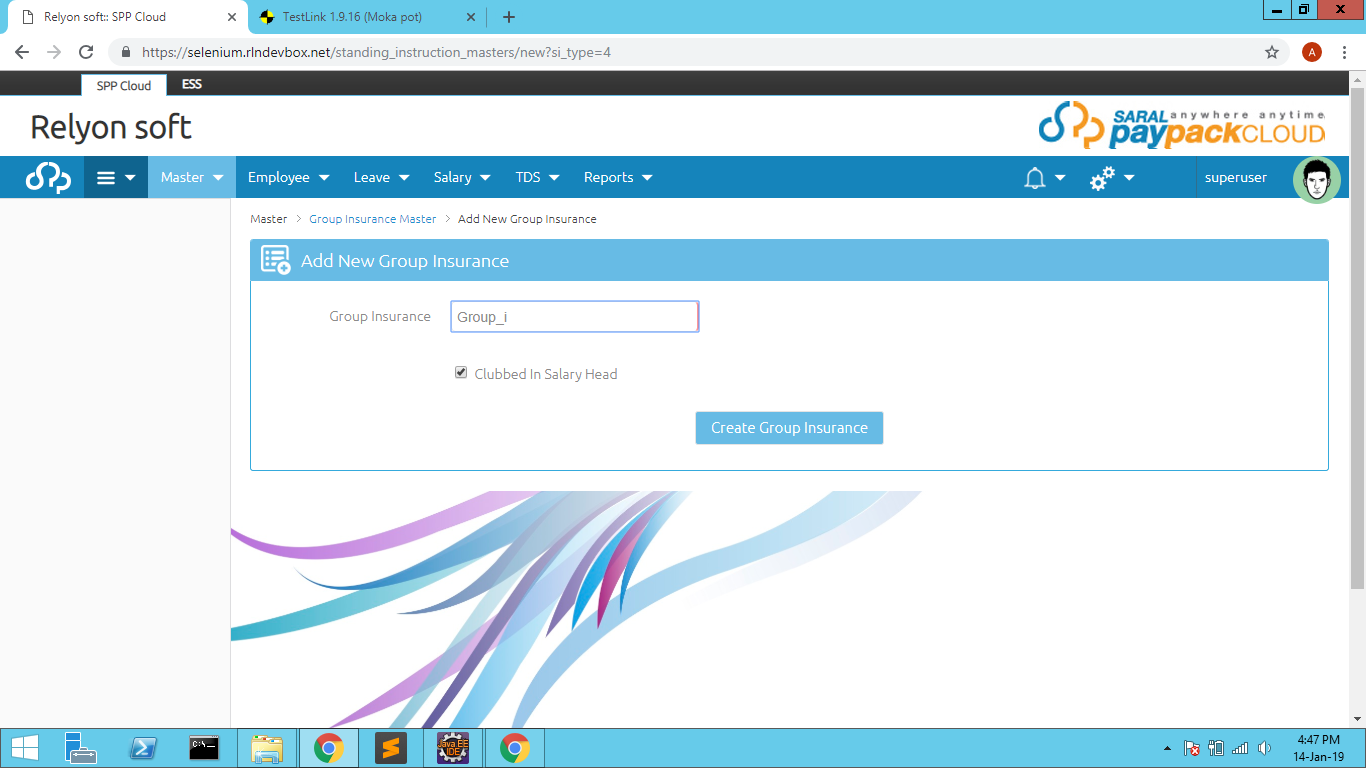 Relyon soft:: SPP Cloud
TestLink 1.9.16 (Moka pot)
https://selenium.rlndevbox.net/standing_instruction_masters/new?si_type=4
A
SPP Cloud ESS
Relyon soft
SARAL anywhere anytime
paypackCLOUD
Master Employee Leave Salary TDS Reports superuser
Master > Group Insurance Master > Add New Group Insurance
Add New Group Insurance
Group Insurance Group_i
Clubbed In Salary Head
Create Group Insurance
C:\_
Java EE
IDE
4:47 PM
14-Jan-19